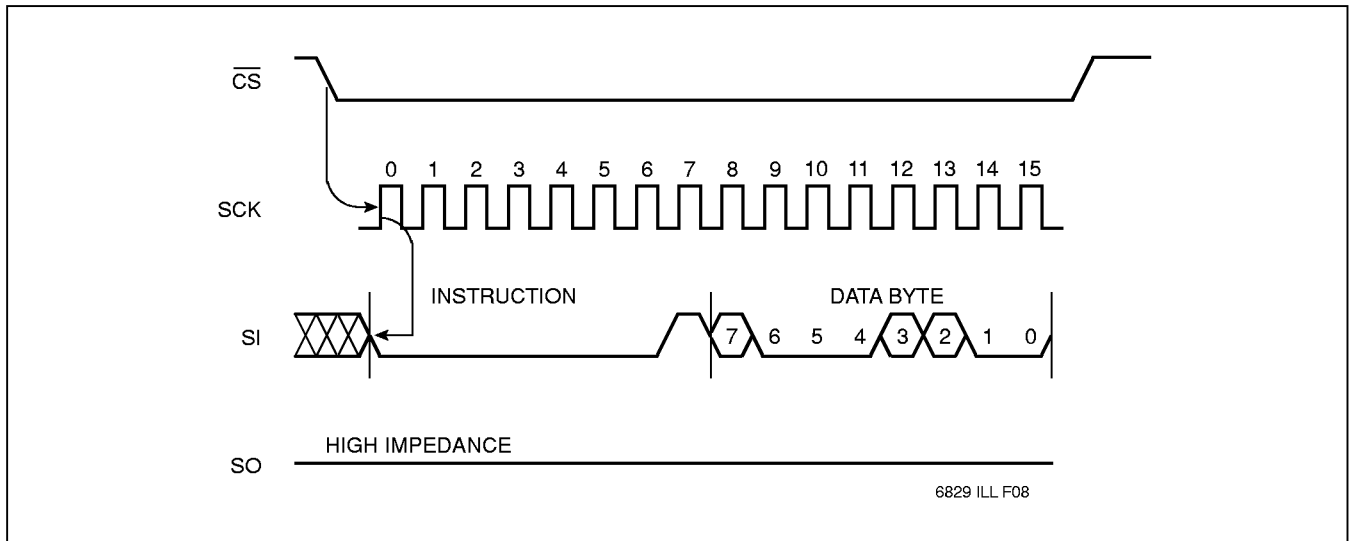 C̅S̅
0 1 2 3 4 5 6 7 8 9 10 11 12 13 14 15
SCK
INSTRUCTION DATA BYTE
SI 7 6 5 4 3 2 1 0
HIGH IMPEDANCE
SO
6829 ILL F08